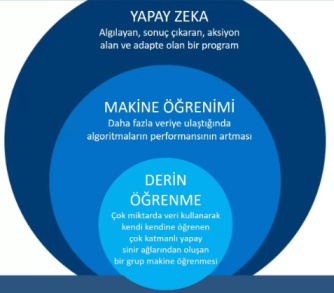 YAPAY ZEKA
Algılayan, sonuç çıkaran, aksiyon
alan ve adapte olan bir program
MAKİNE ÖĞRENİMİ
Daha fazla veriye ulaştığında
algoritmaların performansının artması
DERİN
ÖĞRENME
Çok miktarda veri kullanarak
kendi kendine öğrenen
çok katmanlı yapay
sinir ağlarından oluşan
bir grup makine öğrenmesi